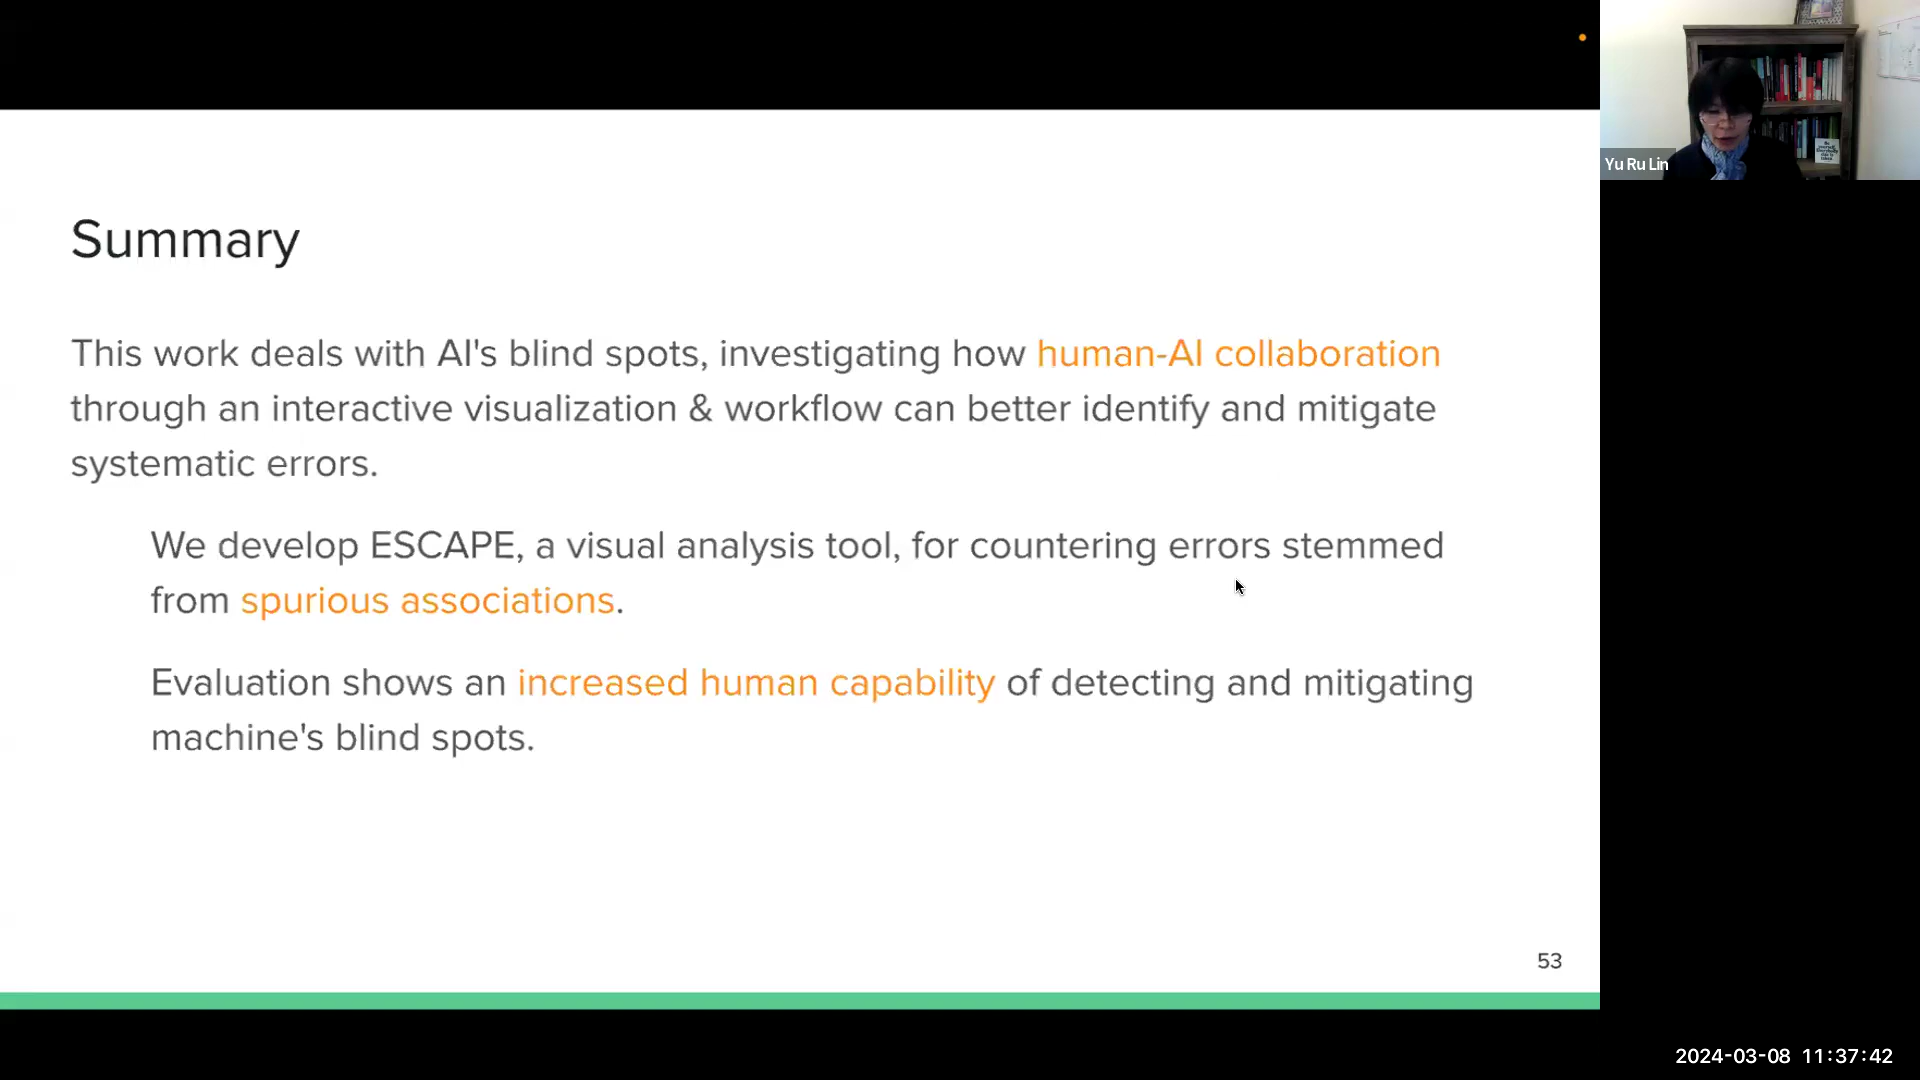 Yu Ru Lin
Summary
This work deals with AI's blind spots, investigating how human-AI collaboration
through an interactive visualization & workflow can better identify and mitigate
systematic errors.
We develop ESCAPE, a visual analysis tool, for countering errors stemmed
from spurious associations.
Evaluation shows an increased human capability of detecting and mitigating
machine's blind spots.
53
2024-03-08 11:37:42